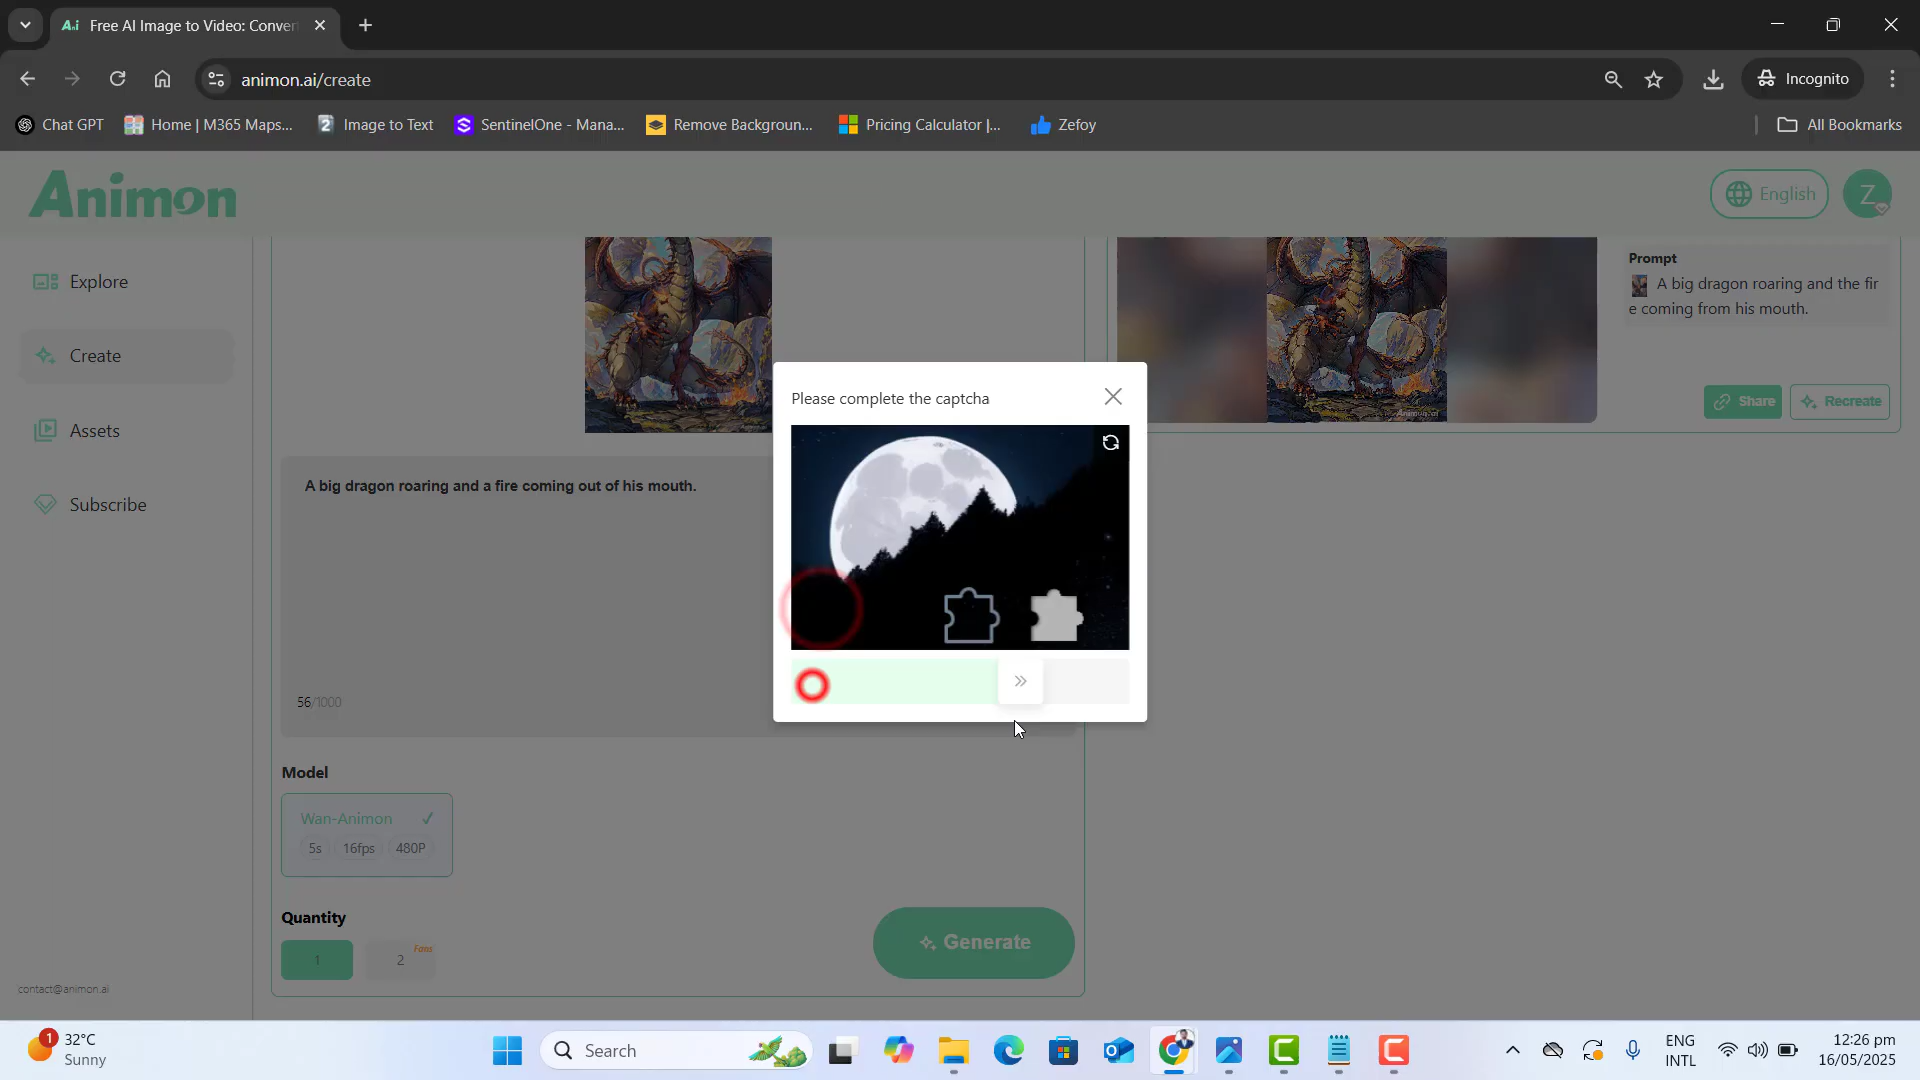 Free AI Image to Video: Conver
animon.ai/create
Incognito
Chat GPT
Home | M365 Maps...
Image to Text
SentinelOne - Mana...
Remove Backgroun...
Pricing Calculator |...
Zefoy
All Bookmarks
Animon
English
Z
Explore
Create
Assets
Subscribe
contact@animon.ai
A big dragon roaring and a fire coming out of his mouth.
56/1000
Model
Wan-Animon
5s 16fps 480P
Quantity
1
2
Fans
Generate
Please complete the captcha
Prompt
A big dragon roaring and the fir
e coming from his mouth.
Share
Recreate
Animon.ai
1
32°C
Sunny
Search
ENG
INTL
12:26 pm
16/05/2025